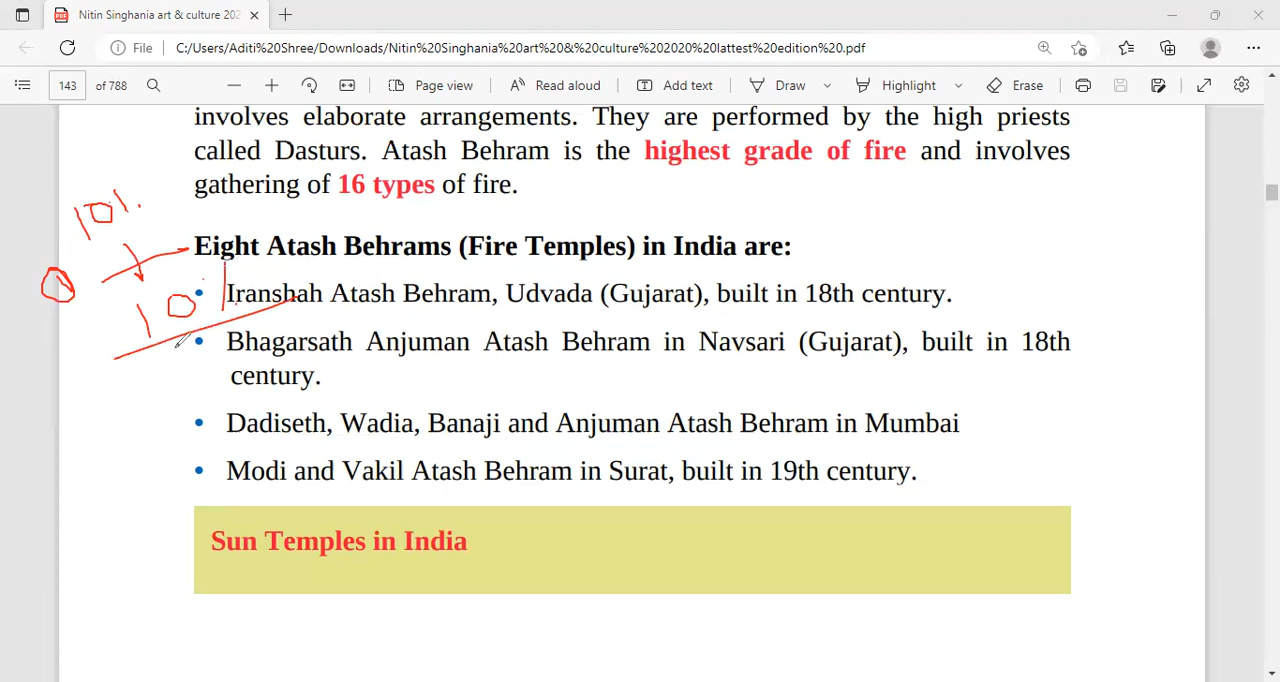 Nitin Singhania art & culture 202
File
C:/Users/Aditi%20Shree/Downloads/Nitin%20Singhania%20art%20&%20culture%202020%20lattest%20edition%20.pdf
143 of 788
Page view
Read aloud
Add text
Draw
Highlight
Erase
involves elaborate arrangements. They are performed by the high priests
called Dasturs. Atash Behram is the highest grade of fire and involves
gathering of 16 types of fire.
10%
Eight Atash Behrams (Fire Temples) in India are:
• Iranshah Atash Behram, Udvada (Gujarat), built in 18th century.
10
• Bhagarsath Anjuman Atash Behram in Navsari (Gujarat), built in 18th
century.
• Dadiseth, Wadia, Banaji and Anjuman Atash Behram in Mumbai
• Modi and Vakil Atash Behram in Surat, built in 19th century.
Sun Temples in India